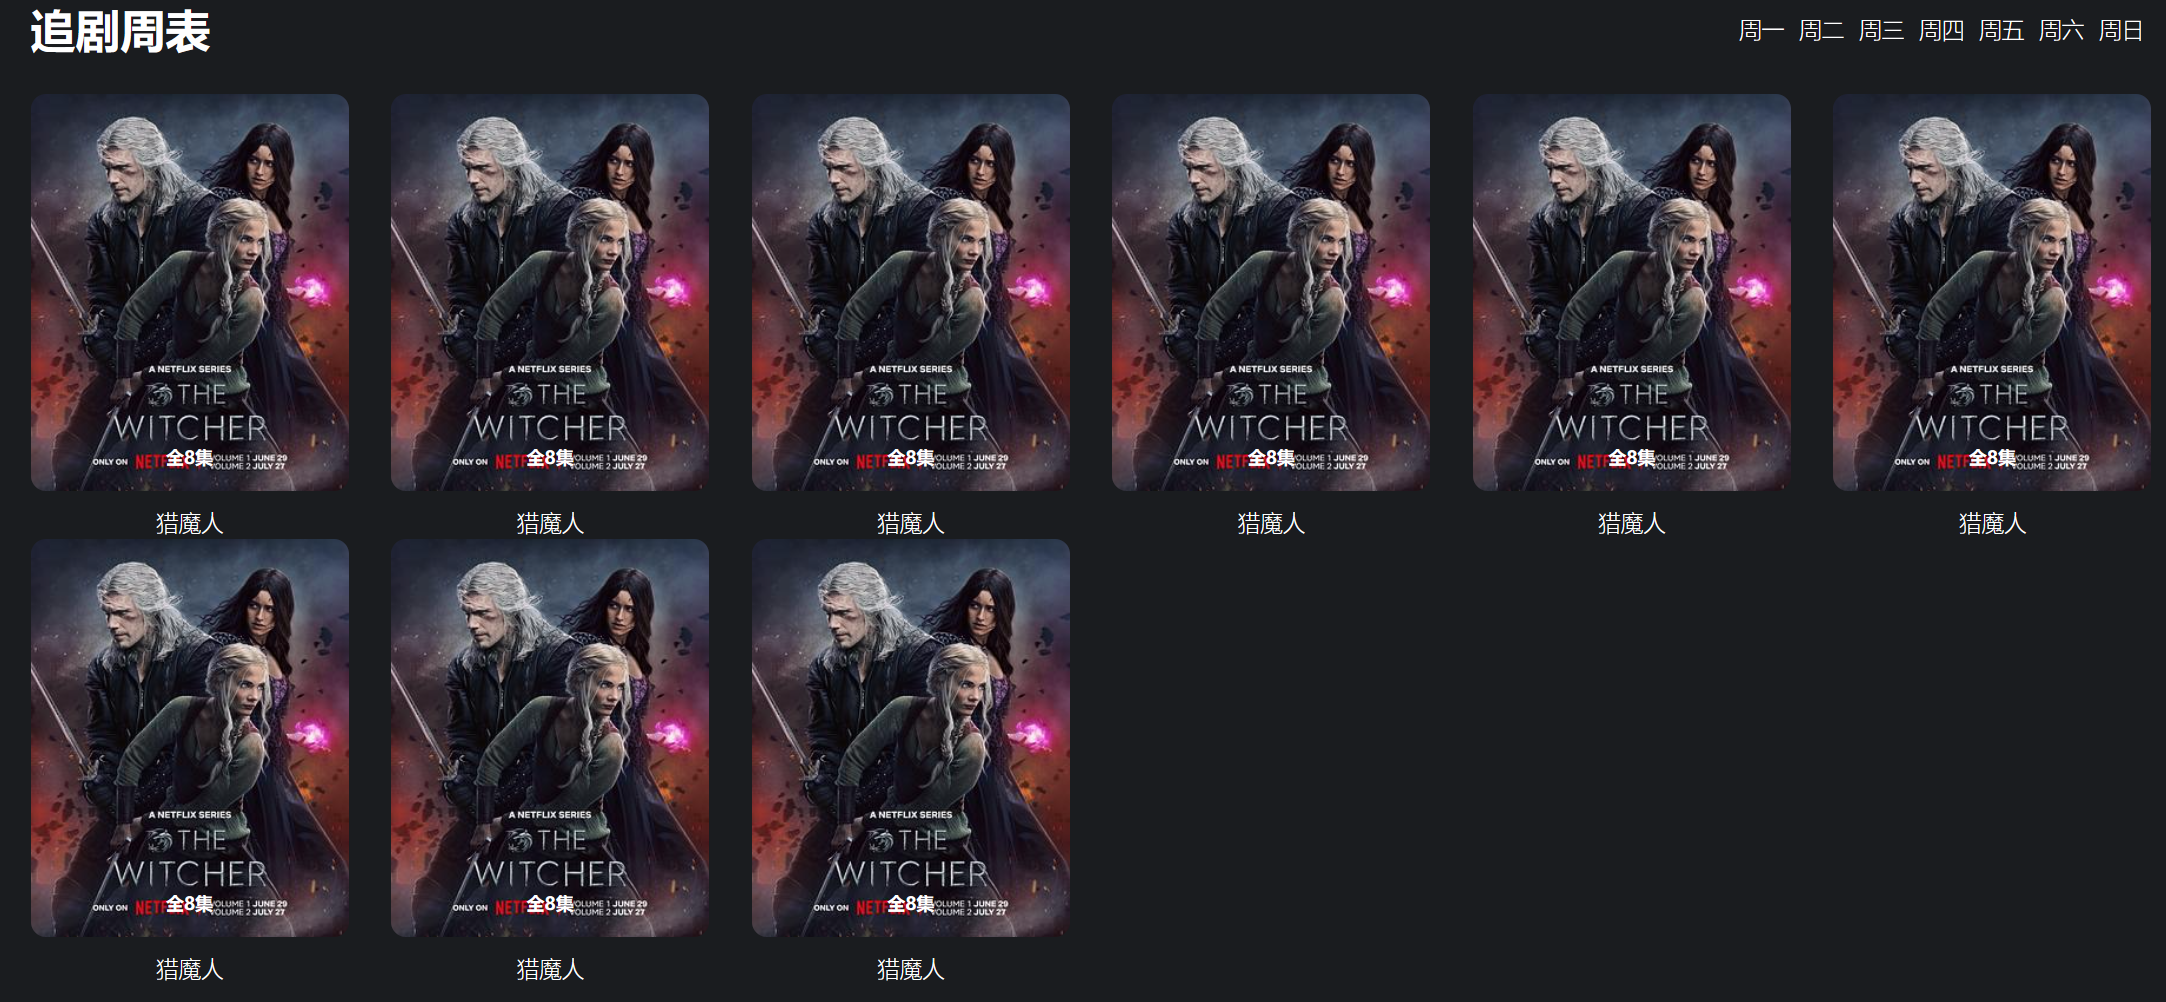 追剧周表
周一 周二 周三 周四 周五 周六 周日
A NETFLIX SERIES
THE
WITCHER
全8集
ONLY ON NETFLIX VOLUME 1 JUNE 29
VOLUME 2 JULY 27
猎魔人
A NETFLIX SERIES
THE
WITCHER
全8集
ONLY ON NETFLIX VOLUME 1 JUNE 29
VOLUME 2 JULY 27
猎魔人
A NETFLIX SERIES
THE
WITCHER
全8集
ONLY ON NETFLIX VOLUME 1 JUNE 29
VOLUME 2 JULY 27
猎魔人
A NETFLIX SERIES
THE
WITCHER
全8集
ONLY ON NETFLIX VOLUME 1 JUNE 29
VOLUME 2 JULY 27
猎魔人
A NETFLIX SERIES
THE
WITCHER
全8集
ONLY ON NETFLIX VOLUME 1 JUNE 29
VOLUME 2 JULY 27
猎魔人
A NETFLIX SERIES
THE
WITCHER
全8集
ONLY ON NETFLIX VOLUME 1 JUNE 29
VOLUME 2 JULY 27
猎魔人
A NETFLIX SERIES
THE
WITCHER
全8集
ONLY ON NETFLIX VOLUME 1 JUNE 29
VOLUME 2 JULY 27
猎魔人
A NETFLIX SERIES
THE
WITCHER
全8集
ONLY ON NETFLIX VOLUME 1 JUNE 29
VOLUME 2 JULY 27
猎魔人
A NETFLIX SERIES
THE
WITCHER
全8集
ONLY ON NETFLIX VOLUME 1 JUNE 29
VOLUME 2 JULY 27
猎魔人